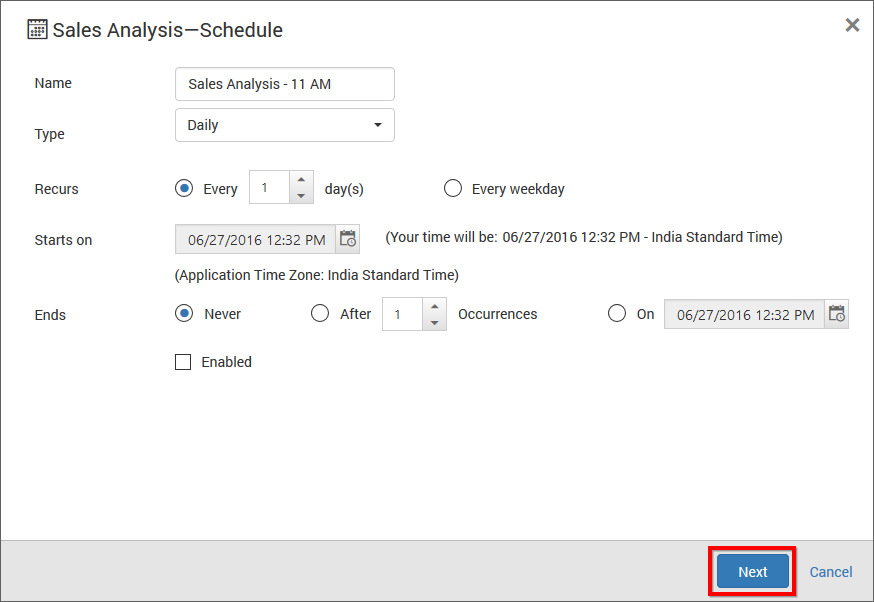 Sales Analysis—Schedule
Name
Sales Analysis - 11 AM
Type
Daily
Recurs
Every 1 day(s) Every weekday
Starts on
06/27/2016 12:32 PM (Your time will be: 06/27/2016 12:32 PM - India Standard Time)
(Application Time Zone: India Standard Time)
Ends
Never After 1 Occurrences On 06/27/2016 12:32 PM
Enabled
Next Cancel